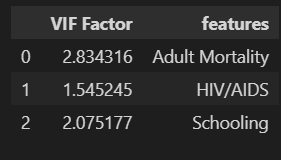 VIF Factor features
0 2.834316 Adult Mortality
1 1.545245 HIV/AIDS
2 2.075177 Schooling